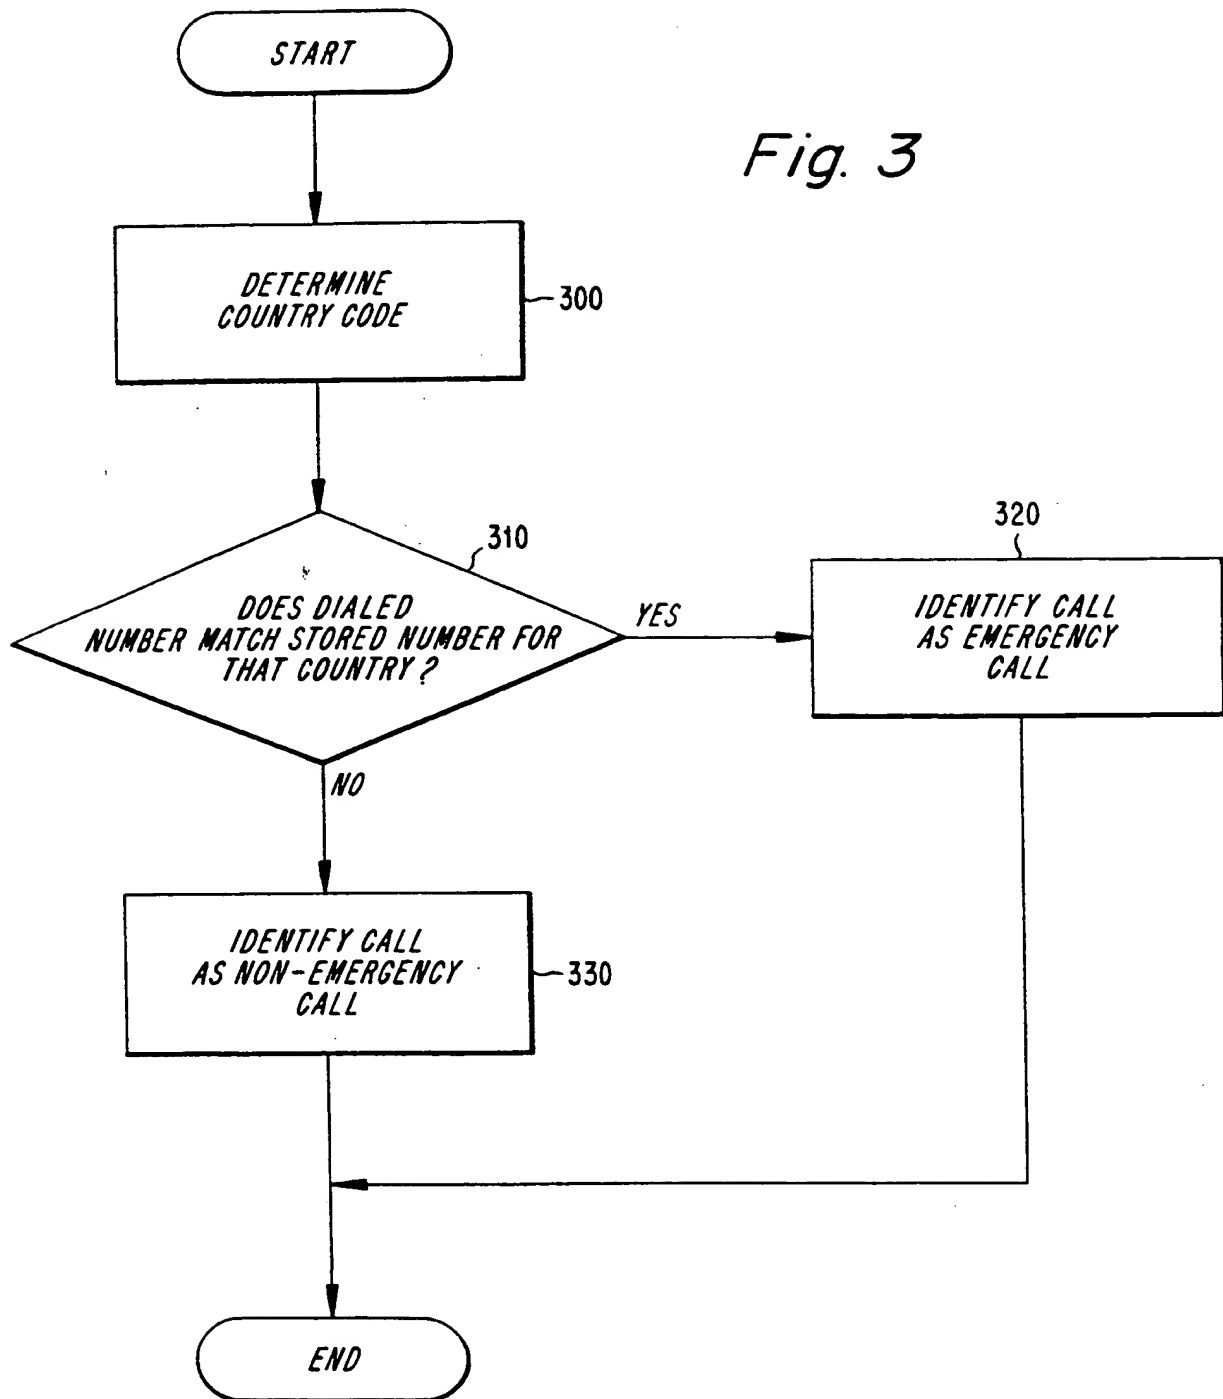 START
Fig. 3
DETERMINE
COUNTRY CODE
300
310
DOES DIALED
NUMBER MATCH STORED NUMBER FOR
THAT COUNTRY?
YES
320
IDENTIFY CALL
AS EMERGENCY
CALL
NO
IDENTIFY CALL
AS NON-EMERGENCY
CALL
330
END